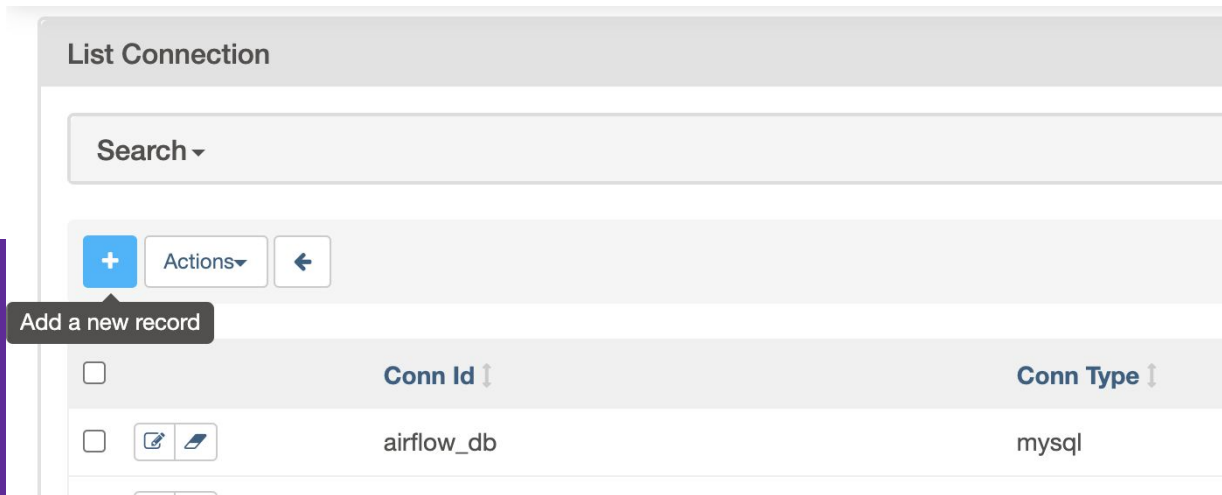 List Connection
Search
Actions
Add a new record
Conn Id Conn Type
airflow_db mysql